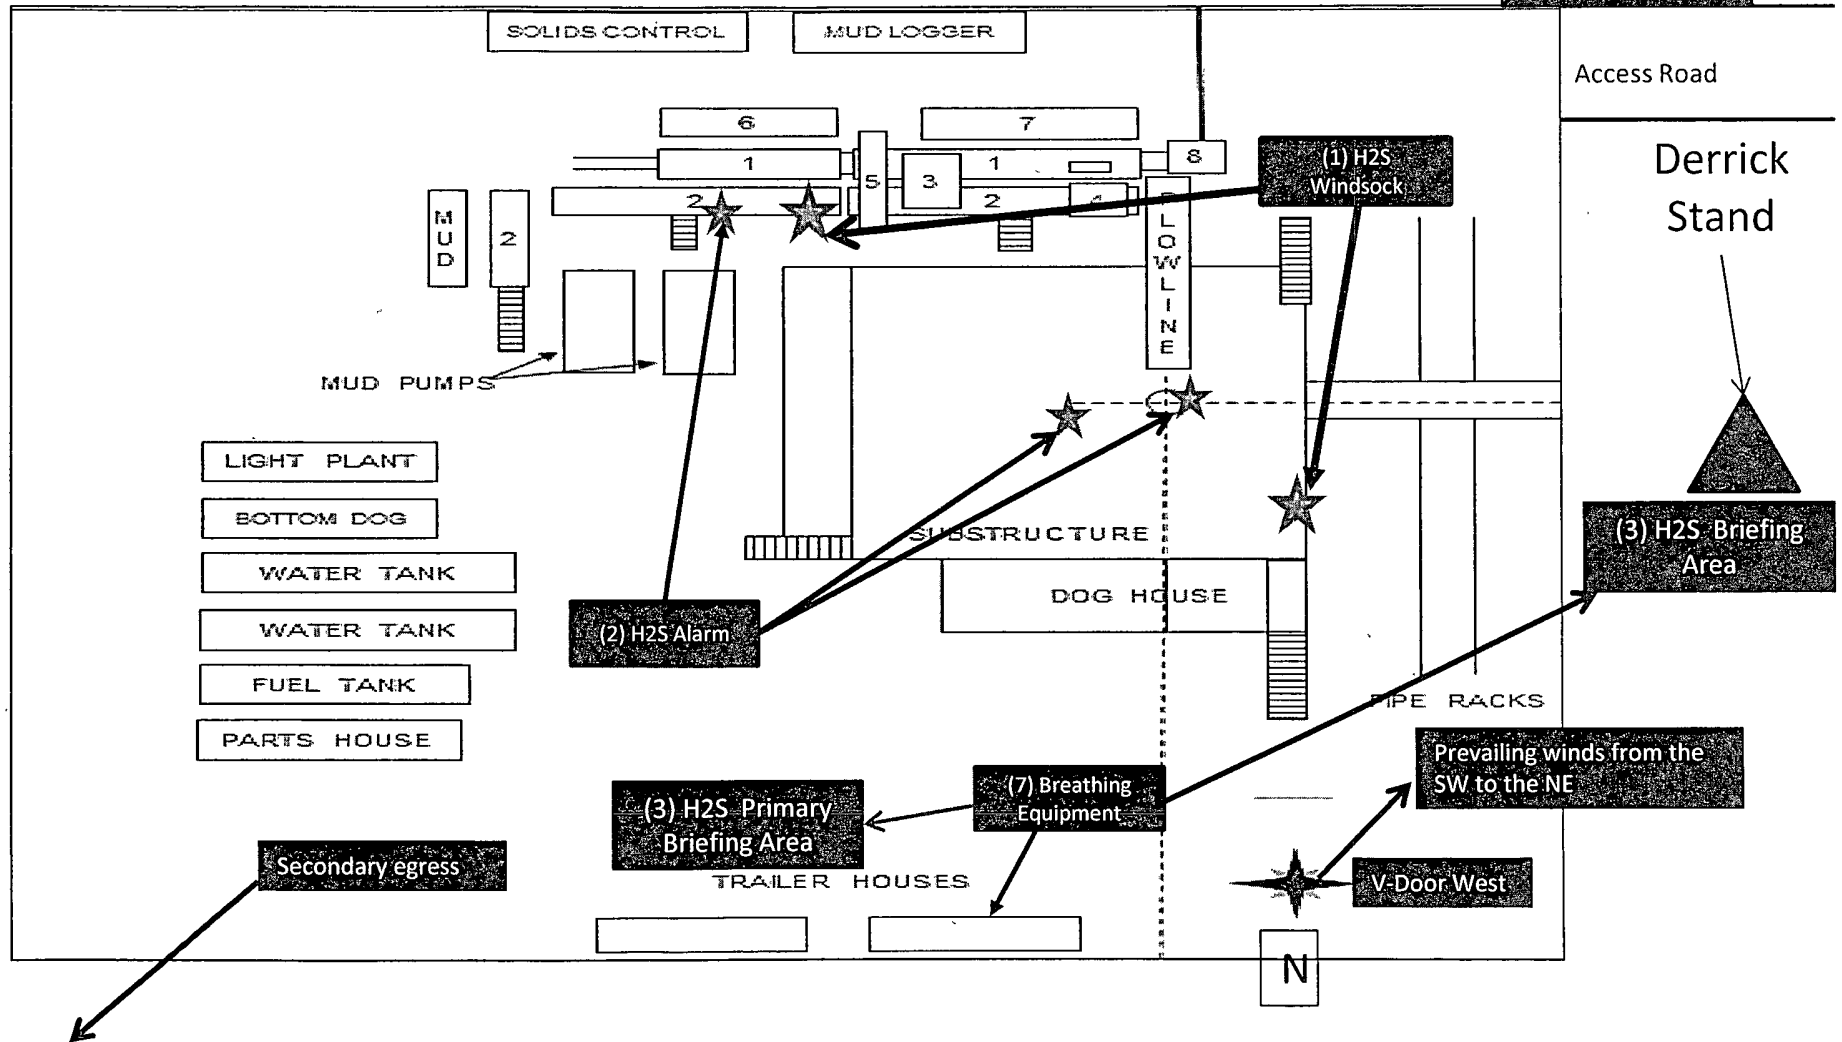 SOLIDS CONTROL
MUD LOGGER
Access Road
6
7
1
1
8
5
3
2
2
4
(1) H2S
Windsock
Derrick
Stand
MUD
2
FLOWLINE
MUD PUMPS
LIGHT PLANT
BOTTOM DOG
WATER TANK
WATER TANK
FUEL TANK
PARTS HOUSE
SUBSTRUCTURE
(3) H2S Briefing
Area
DOG HOUSE
(2) H2S Alarm
PIPE RACKS
Prevailing winds from the
SW to the NE
(7) Breathing
Equipment
(3) H2S Primary
Briefing Area
Secondary egress
TRAILER HOUSES
V-Door West
N